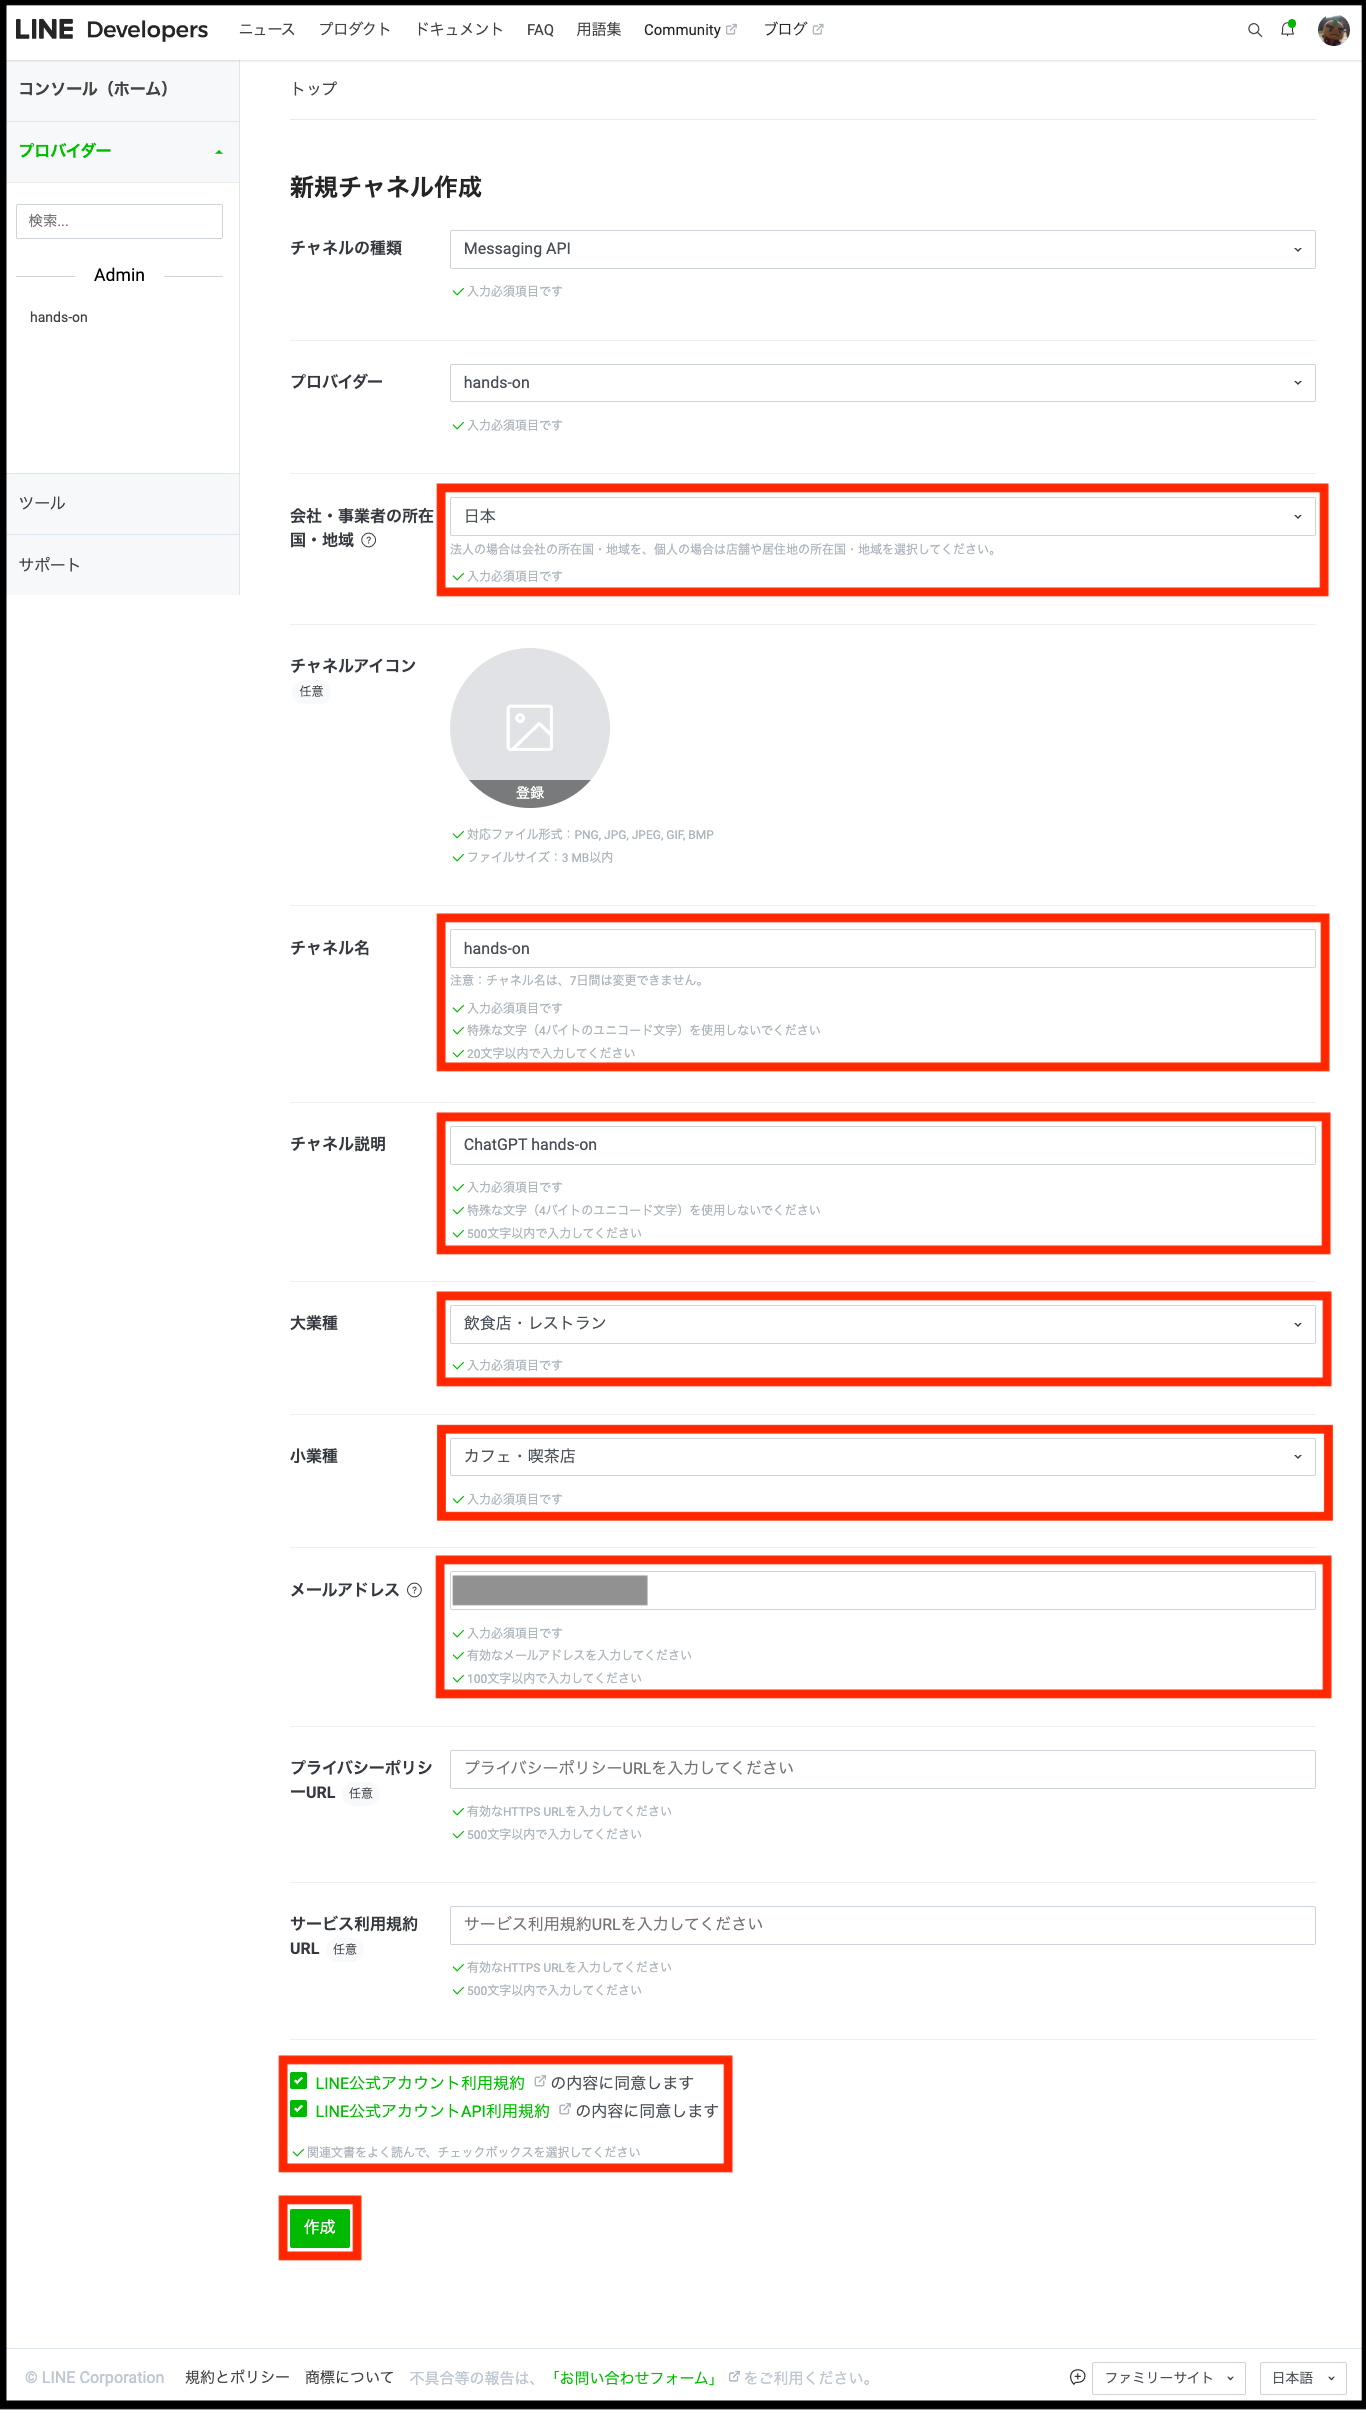 LINE Developers ニュース プロダクト ドキュメント FAQ 用語集 Community ブログ
コンソール（ホーム）
プロバイダー
検索...
Admin
hands-on
ツール
サポート
トップ
新規チャネル作成
チャネルの種類
Messaging API
入力必須項目です
プロバイダー
hands-on
入力必須項目です
会社・事業者の所在
国・地域 ?
日本
法人の場合は会社の所在国・地域を、個人の場合は店舗や居住地の所在国・地域を選択してください。
入力必須項目です
チャネルアイコン
任意
登録
対応ファイル形式：PNG, JPG, JPEG, GIF, BMP
ファイルサイズ：3 MB以内
チャネル名
hands-on
注意：チャネル名は、7日間は変更できません。
入力必須項目です
特殊な文字（4バイトのユニコード文字）を使用しないでください
20文字以内で入力してください
チャネル説明
ChatGPT hands-on
入力必須項目です
特殊な文字（4バイトのユニコード文字）を使用しないでください
500文字以内で入力してください
大業種
飲食店・レストラン
入力必須項目です
小業種
カフェ・喫茶店
入力必須項目です
メールアドレス ?
入力必須項目です
有効なメールアドレスを入力してください
100文字以内で入力してください
プライバシーポリシ
ーURL 任意
プライバシーポリシーURLを入力してください
有効なHTTPS URLを入力してください
500文字以内で入力してください
サービス利用規約
URL 任意
サービス利用規約URLを入力してください
有効なHTTPS URLを入力してください
500文字以内で入力してください
LINE公式アカウント利用規約 の内容に同意します
LINE公式アカウントAPI利用規約 の内容に同意します
関連文書をよく読んで、チェックボックスを選択してください
作成
© LINE Corporation 規約とポリシー 商標について 不具合等の報告は、「お問い合わせフォーム」 をご利用ください。 ファミリーサイト 日本語